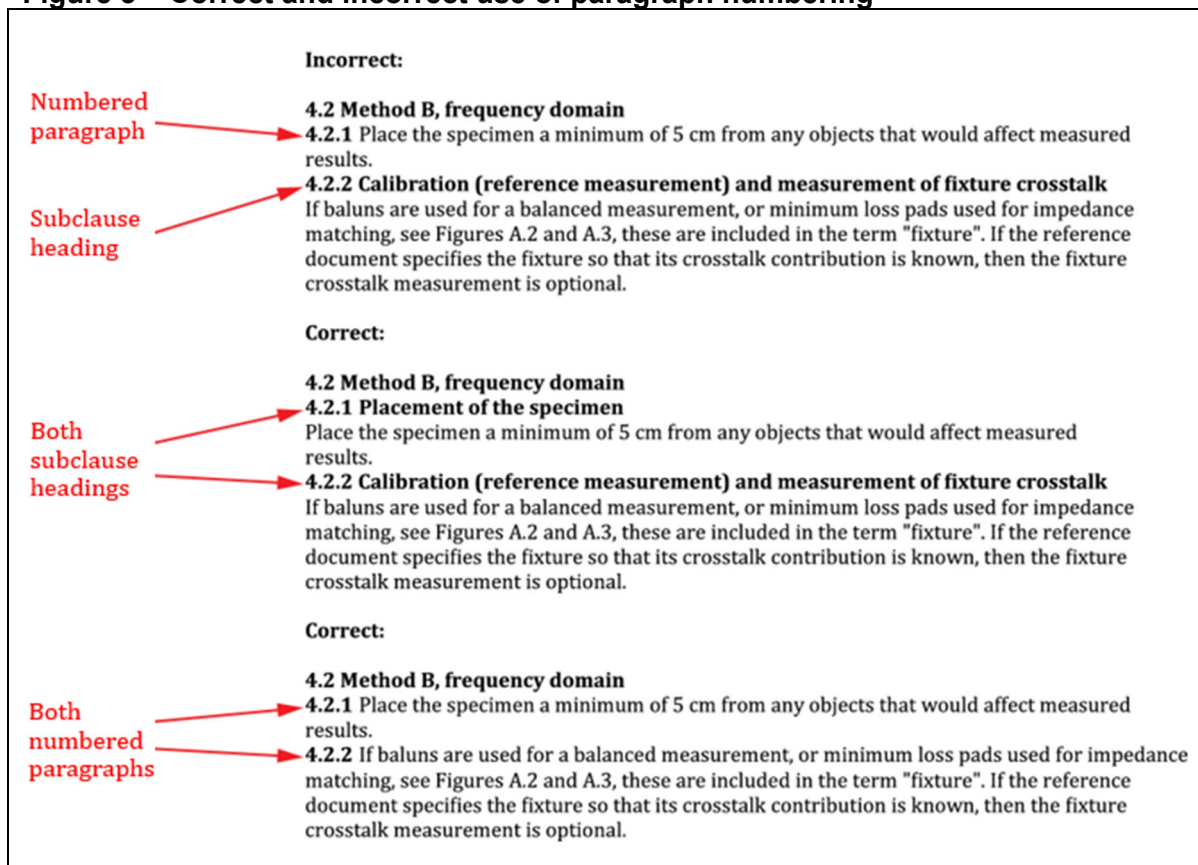 Figure 3 – Correct and incorrect use of paragraph numbering
Incorrect:
Numbered
paragraph
4.2 Method B, frequency domain
4.2.1 Place the specimen a minimum of 5 cm from any objects that would affect measured
results.
4.2.2 Calibration (reference measurement) and measurement of fixture crosstalk
Subclause
heading
If baluns are used for a balanced measurement, or minimum loss pads used for impedance
matching, see Figures A.2 and A.3, these are included in the term "fixture". If the reference
document specifies the fixture so that its crosstalk contribution is known, then the fixture
crosstalk measurement is optional.
Correct:
4.2 Method B, frequency domain
4.2.1 Placement of the specimen
Both
subclause
headings
Place the specimen a minimum of 5 cm from any objects that would affect measured
results.
4.2.2 Calibration (reference measurement) and measurement of fixture crosstalk
If baluns are used for a balanced measurement, or minimum loss pads used for impedance
matching, see Figures A.2 and A.3, these are included in the term "fixture". If the reference
document specifies the fixture so that its crosstalk contribution is known, then the fixture
crosstalk measurement is optional.
Correct:
4.2 Method B, frequency domain
Both
numbered
paragraphs
4.2.1 Place the specimen a minimum of 5 cm from any objects that would affect measured
results.
4.2.2 If baluns are used for a balanced measurement, or minimum loss pads used for impedance
matching, see Figures A.2 and A.3, these are included in the term "fixture". If the reference
document specifies the fixture so that its crosstalk contribution is known, then the fixture
crosstalk measurement is optional.